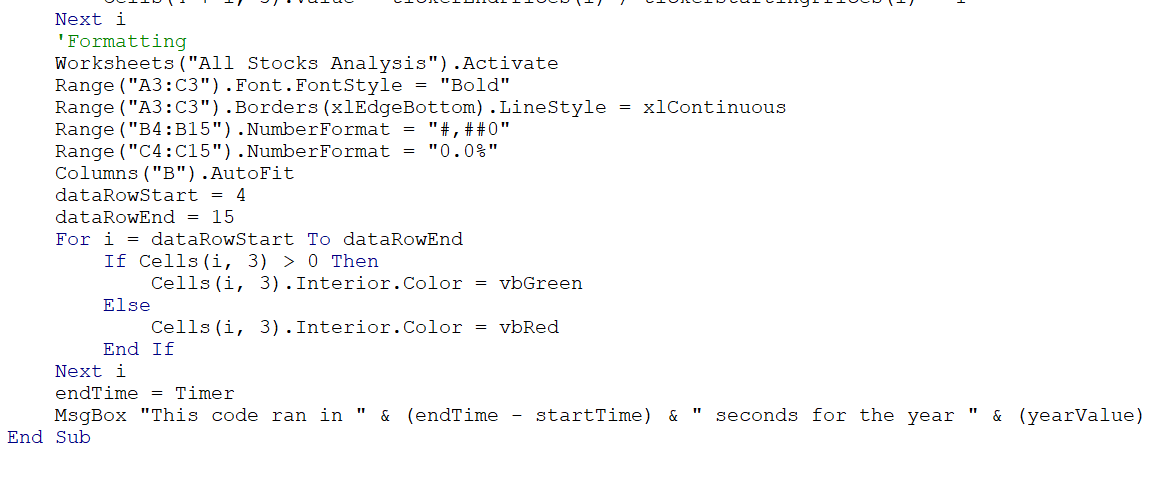 Next i
'Formatting
Worksheets("All Stocks Analysis").Activate
Range("A3:C3").Font.FontStyle = "Bold"
Range("A3:C3").Borders(xlEdgeBottom).LineStyle = xlContinuous
Range("B4:B15").NumberFormat = "#,##0"
Range("C4:C15").NumberFormat = "0.0%"
Columns("B").AutoFit
dataRowStart = 4
dataRowEnd = 15
For i = dataRowStart To dataRowEnd
If Cells(i, 3) > 0 Then
Cells(i, 3).Interior.Color = vbGreen
Else
Cells(i, 3).Interior.Color = vbRed
End If
Next i
endTime = Timer
MsgBox "This code ran in " & (endTime - startTime) & " seconds for the year " & (yearValue)
End Sub